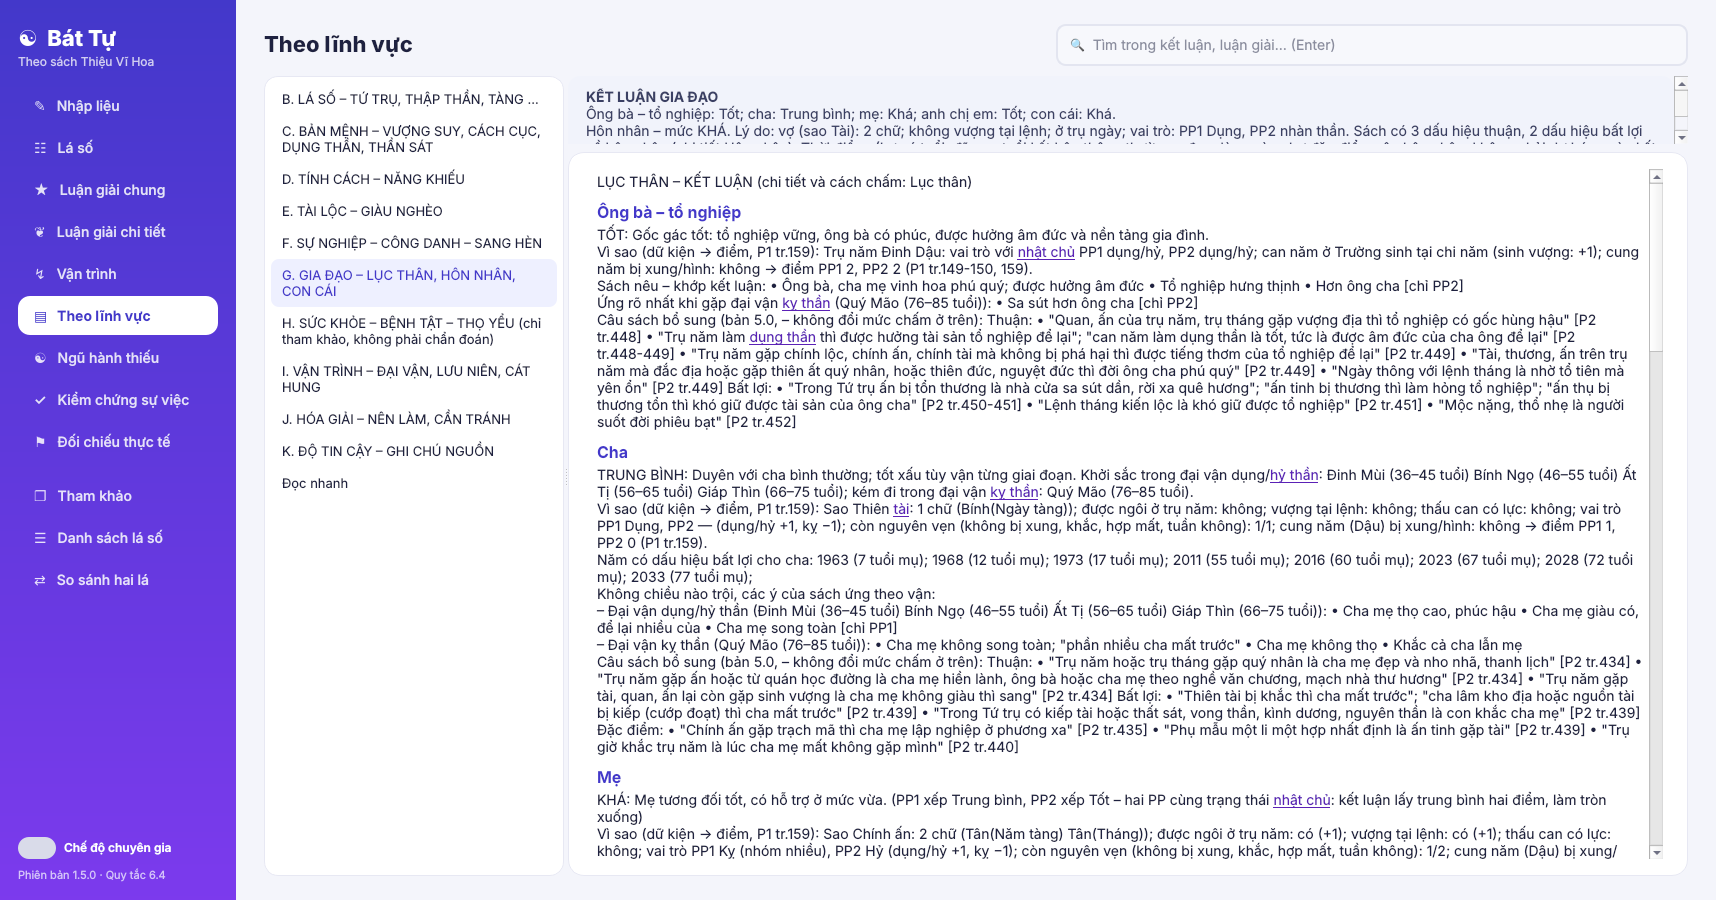 ☯ Bát Tự
Theo sách Thiệu Vĩ Hoa
Nhập liệu
Lá số
Luận giải chung
Luận giải chi tiết
Vận trình
Theo lĩnh vực
Ngũ hành thiếu
Kiểm chứng sự việc
Đối chiếu thực tế
Tham khảo
Danh sách lá số
So sánh hai lá
Chế độ chuyên gia
Phiên bản 1.5.0 · Quy tắc 6.4
Theo lĩnh vực
Tìm trong kết luận, luận giải... (Enter)
B. LÁ SỐ – TỨ TRỤ, THẬP THẦN, TÀNG ...
C. BẢN MỆNH – VƯỢNG SUY, CÁCH CỤC,
DỤNG THẦN, THẦN SÁT
D. TÍNH CÁCH – NĂNG KHIẾU
E. TÀI LỘC – GIÀU NGHÈO
F. SỰ NGHIỆP – CÔNG DANH – SANG HÈN
G. GIA ĐẠO – LỤC THÂN, HÔN NHÂN,
CON CÁI
H. SỨC KHỎE – BỆNH TẬT – THỌ YỂU (chỉ
tham khảo, không phải chẩn đoán)
I. VẬN TRÌNH – ĐẠI VẬN, LƯU NIÊN, CÁT
HUNG
J. HÓA GIẢI – NÊN LÀM, CẦN TRÁNH
K. ĐỘ TIN CẬY – GHI CHÚ NGUỒN
Đọc nhanh
KẾT LUẬN GIA ĐẠO
Ông bà – tổ nghiệp: Tốt; cha: Trung bình; mẹ: Khá; anh chị em: Tốt; con cái: Khá.
Hôn nhân – mức KHÁ. Lý do: vợ (sao Tài): 2 chữ; không vượng tại lệnh; ở trụ ngày; vai trò: PP1 Dụng, PP2 nhàn thần. Sách có 3 dấu hiệu thuận, 2 dấu hiệu bất lợi
LỤC THÂN – KẾT LUẬN (chi tiết và cách chấm: Lục thân)
Ông bà – tổ nghiệp
TỐT: Gốc gác tốt: tổ nghiệp vững, ông bà có phúc, được hưởng âm đức và nền tảng gia đình.
Vì sao (dữ kiện → điểm, P1 tr.159): Trụ năm Đinh Dậu: vai trò với nhật chủ PP1 dụng/hỷ, PP2 dụng/hỷ; can năm ở Trường sinh tại chi năm (sinh vượng: +1); cung
năm bị xung/hình: không → điểm PP1 2, PP2 2 (P1 tr.149-150, 159).
Sách nêu – khớp kết luận: • Ông bà, cha mẹ vinh hoa phú quý; được hưởng âm đức • Tổ nghiệp hưng thịnh • Hơn ông cha [chỉ PP2]
Ứng rõ nhất khi gặp đại vận kỵ thần (Quý Mão (76–85 tuổi)): • Sa sút hơn ông cha [chỉ PP2]
Câu sách bổ sung (bản 5.0, – không đổi mức chấm ở trên): Thuận: • "Quan, ấn của trụ năm, trụ tháng gặp vượng địa thì tổ nghiệp có gốc hùng hậu" [P2
tr.448] • "Trụ năm làm dụng thần thì được hưởng tài sản tổ nghiệp để lại"; "can năm làm dụng thần là tốt, tức là được âm đức của cha ông để lại" [P2
tr.448-449] • "Trụ năm gặp chính lộc, chính ấn, chính tài mà không bị phá hại thì được tiếng thơm của tổ nghiệp để lại" [P2 tr.449] • "Tài, thương, ấn trên trụ
năm mà đắc địa hoặc gặp thiên ất quý nhân, hoặc thiên đức, nguyệt đức thì đời ông cha phú quý" [P2 tr.449] • "Ngày thông với lệnh tháng là nhờ tổ tiên mà
yên ổn" [P2 tr.449] Bất lợi: • "Trong Tứ trụ ấn bị tổn thương là nhà cửa sa sút dần, rời xa quê hương"; "ấn tinh bị thương thì làm hỏng tổ nghiệp"; "ấn thụ bị
thương tổn thì khó giữ được tài sản của ông cha" [P2 tr.450-451] • "Lệnh tháng kiến lộc là khó giữ được tổ nghiệp" [P2 tr.451] • "Mộc nặng, thổ nhẹ là người
suốt đời phiêu bạt" [P2 tr.452]
Cha
TRUNG BÌNH: Duyên với cha bình thường; tốt xấu tùy vận từng giai đoạn. Khởi sắc trong đại vận dụng/hỷ thần: Đinh Mùi (36–45 tuổi) Bính Ngọ (46–55 tuổi) Ất
Tị (56–65 tuổi) Giáp Thìn (66–75 tuổi); kém đi trong đại vận kỵ thần: Quý Mão (76–85 tuổi).
Vì sao (dữ kiện → điểm, P1 tr.159): Sao Thiên tài: 1 chữ (Bính(Ngày tàng)); được ngôi ở trụ năm: không; vượng tại lệnh: không; thấu can có lực: không; vai trò
PP1 Dụng, PP2 — (dụng/hỷ +1, kỵ −1); còn nguyên vẹn (không bị xung, khắc, hợp mất, tuần không): 1/1; cung năm (Dậu) bị xung/hình: không → điểm PP1 1,
PP2 0 (P1 tr.159).
Năm có dấu hiệu bất lợi cho cha: 1963 (7 tuổi mụ); 1968 (12 tuổi mụ); 1973 (17 tuổi mụ); 2011 (55 tuổi mụ); 2016 (60 tuổi mụ); 2023 (67 tuổi mụ); 2028 (72 tuổi
mụ); 2033 (77 tuổi mụ);
Không chiều nào trội, các ý của sách ứng theo vận:
– Đại vận dụng/hỷ thần (Đinh Mùi (36–45 tuổi) Bính Ngọ (46–55 tuổi) Ất Tị (56–65 tuổi) Giáp Thìn (66–75 tuổi)): • Cha mẹ thọ cao, phúc hậu • Cha mẹ giàu có,
để lại nhiều của • Cha mẹ song toàn [chỉ PP1]
– Đại vận kỵ thần (Quý Mão (76–85 tuổi)): • Cha mẹ không song toàn; "phần nhiều cha mất trước" • Cha mẹ không thọ • Khắc cả cha lẫn mẹ
Câu sách bổ sung (bản 5.0, – không đổi mức chấm ở trên): Thuận: • "Trụ năm hoặc trụ tháng gặp quý nhân là cha mẹ đẹp và nho nhã, thanh lịch" [P2 tr.434] •
"Trụ năm gặp ấn hoặc từ quán học đường là cha mẹ hiền lành, ông bà hoặc cha mẹ theo nghề văn chương, mạch nhà thư hương" [P2 tr.434] • "Trụ năm gặp
tài, quan, ấn lại còn gặp sinh vượng là cha mẹ không giàu thì sang" [P2 tr.434] Bất lợi: • "Thiên tài bị khắc thì cha mất trước"; "cha lâm kho địa hoặc nguồn tài
bị kiếp (cướp đoạt) thì cha mất trước" [P2 tr.439] • "Trong Tứ trụ có kiếp tài hoặc thất sát, vong thần, kình dương, nguyên thần là con khắc cha mẹ" [P2 tr.439]
Đặc điểm: • "Chính ấn gặp trạch mã thì cha mẹ lập nghiệp ở phương xa" [P2 tr.435] • "Phụ mẫu một li một hợp nhất định là ấn tinh gặp tài" [P2 tr.439] • "Trụ
giờ khắc trụ năm là lúc cha mẹ mất không gặp mình" [P2 tr.440]
Mẹ
KHÁ: Mẹ tương đối tốt, có hỗ trợ ở mức vừa. (PP1 xếp Trung bình, PP2 xếp Tốt – hai PP cùng trạng thái nhật chủ: kết luận lấy trung bình hai điểm, làm tròn
xuống)
Vì sao (dữ kiện → điểm, P1 tr.159): Sao Chính ấn: 2 chữ (Tân(Năm tàng) Tân(Tháng)); được ngôi ở trụ năm: có (+1); vượng tại lệnh: có (+1); thấu can có lực:
không; vai trò PP1 Kỵ (nhóm nhiều), PP2 Hỷ (dụng/hỷ +1, kỵ −1); còn nguyên vẹn (không bị xung, khắc, hợp mất, tuần không): 1/2; cung năm (Dậu) bị xung/